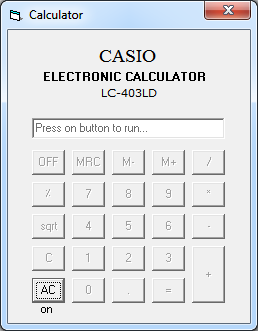 Calculator
CASIO
ELECTRONIC CALCULATOR
LC-403LD
Press on button to run...
OFF MRC M- M+ /
% 7 8 9 *
sqrt 4 5 6 -
C 1 2 3 +
AC 0 . =
on